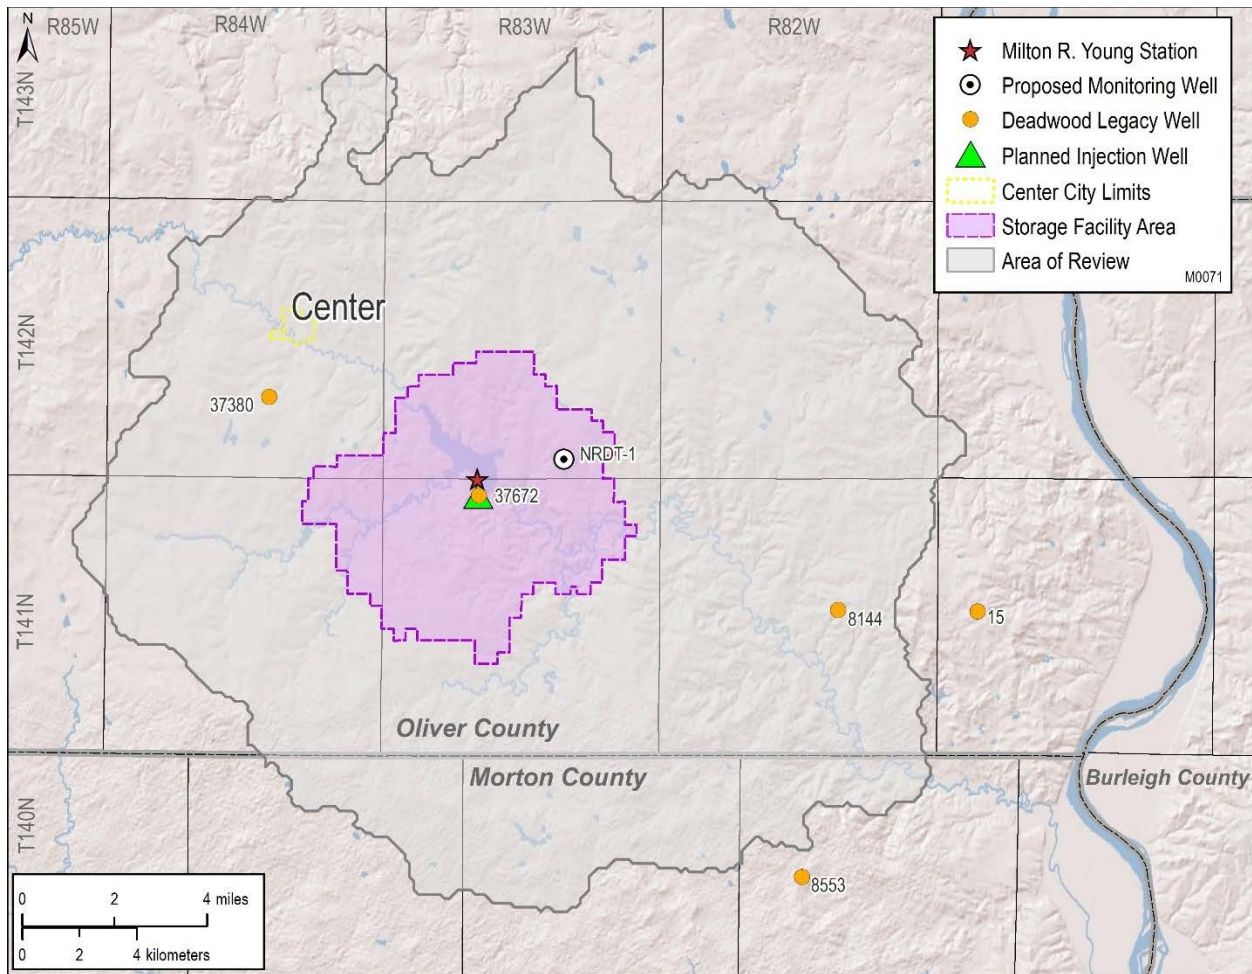 N
R85W
R84W
R83W
R82W
T143N
T142N
T141N
T140N
Milton R. Young Station
Proposed Monitoring Well
Deadwood Legacy Well
Planned Injection Well
Center City Limits
Storage Facility Area
Area of Review
M0071
Center
37380
NRDT-1
37672
8144
15
Oliver County
Morton County
Burleigh County
8553
0 2 4 miles
0 2 4 kilometers